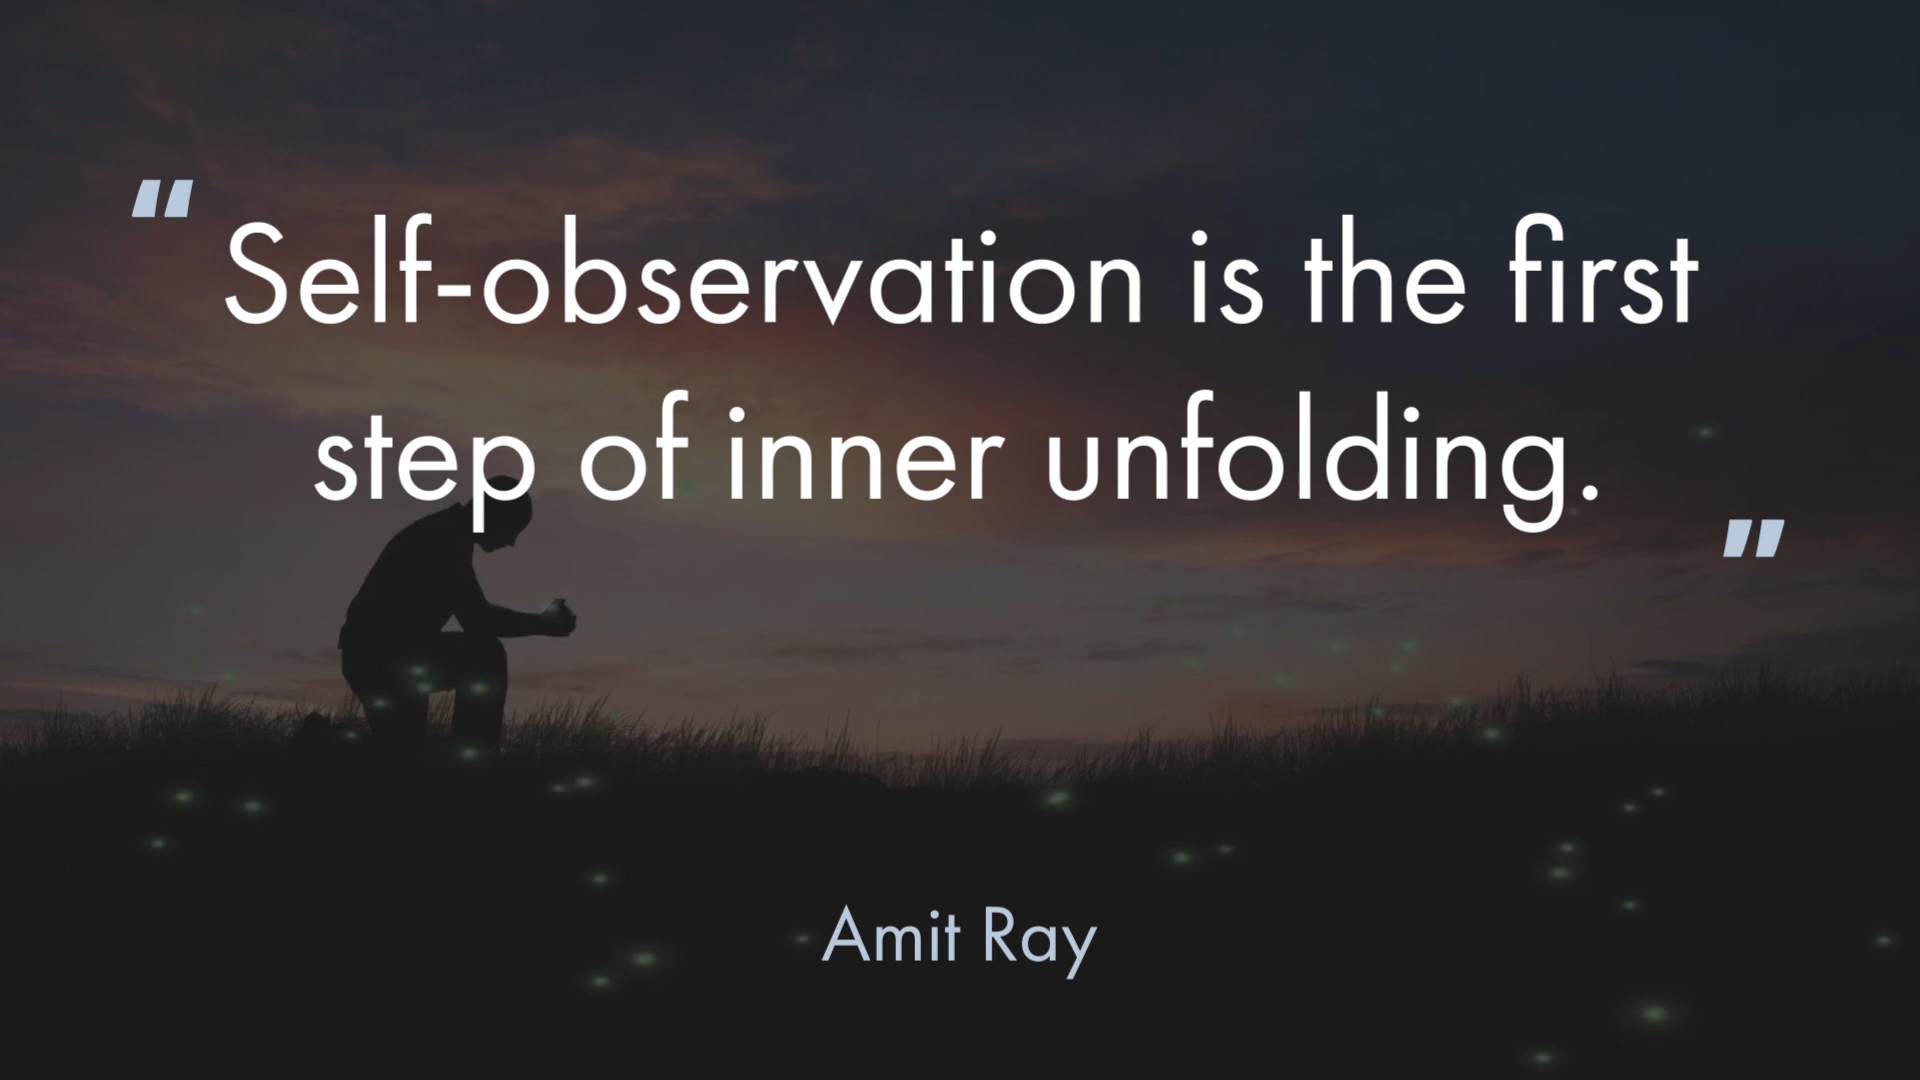 “ Self-observation is the first
step of inner unfolding. ”
Amit Ray